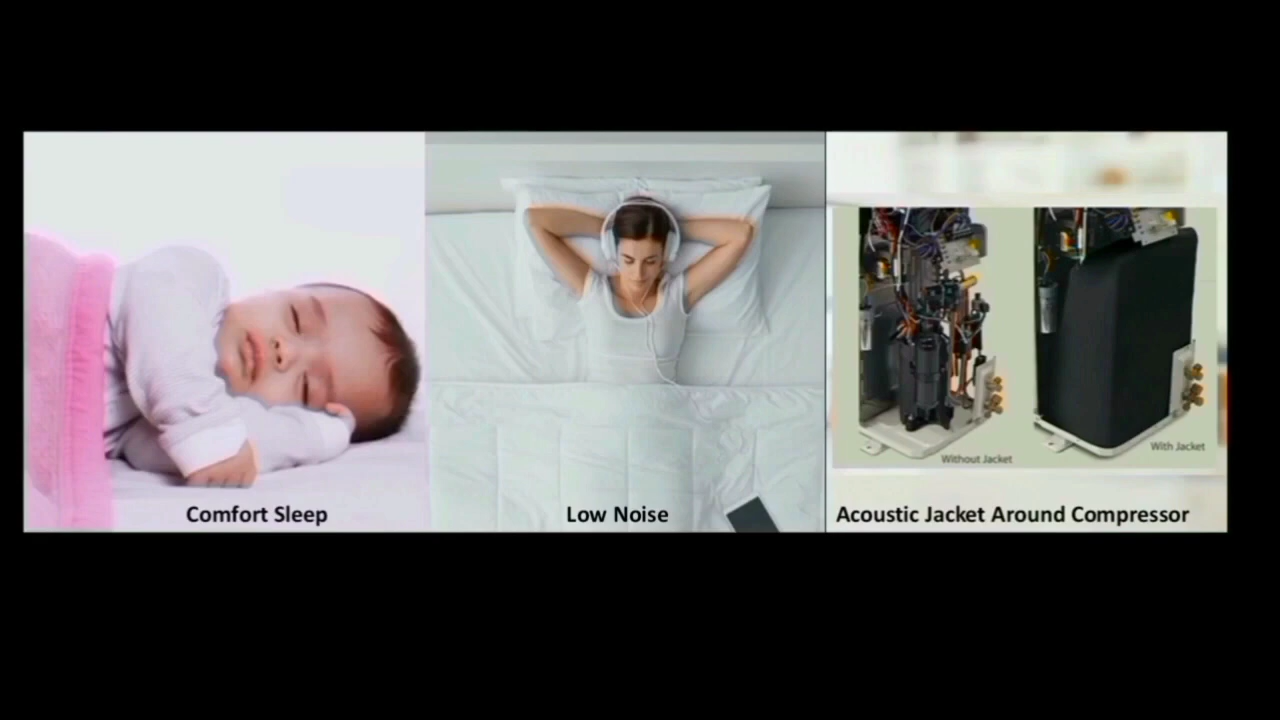 Without Jacket
With Jacket
Comfort Sleep
Low Noise
Acoustic Jacket Around Compressor